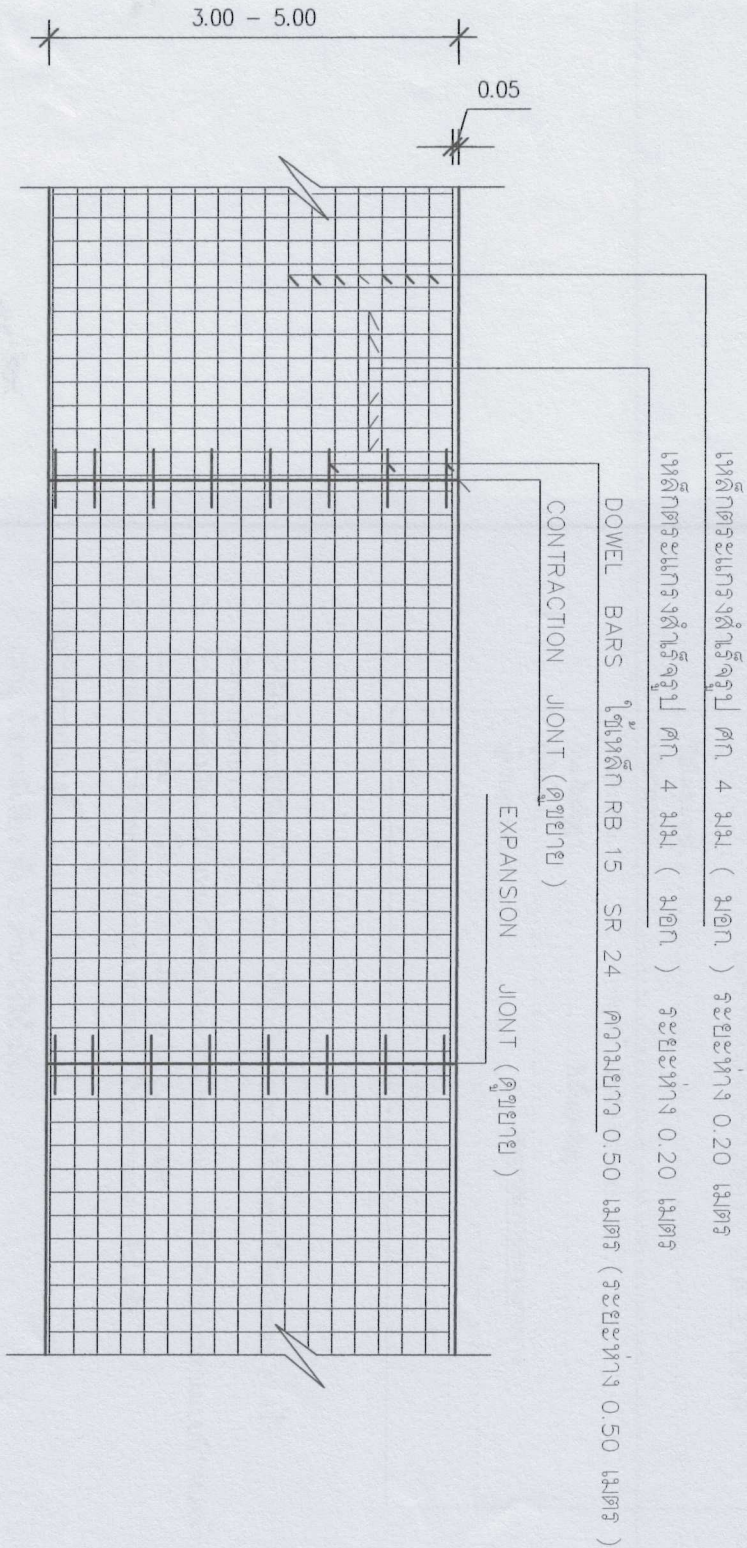 3.00 - 5.00
0.05
เหล็กตระแกรงสำเร็จรูป ศก. 4 มม. ( มอก. ) ระยะห่าง 0.20 เมตร
เหล็กตระแกรงสำเร็จรูป ศก. 4 มม. ( มอก. ) ระยะห่าง 0.20 เมตร
DOWEL BARS ใช้เหล็ก RB 15 SR 24 ความยาว 0.50 เมตร (ระยะห่าง 0.50 เมตร )
CONTRACTION JIONT (ดูขยาย )
EXPANSION JIONT (ดูขยาย )